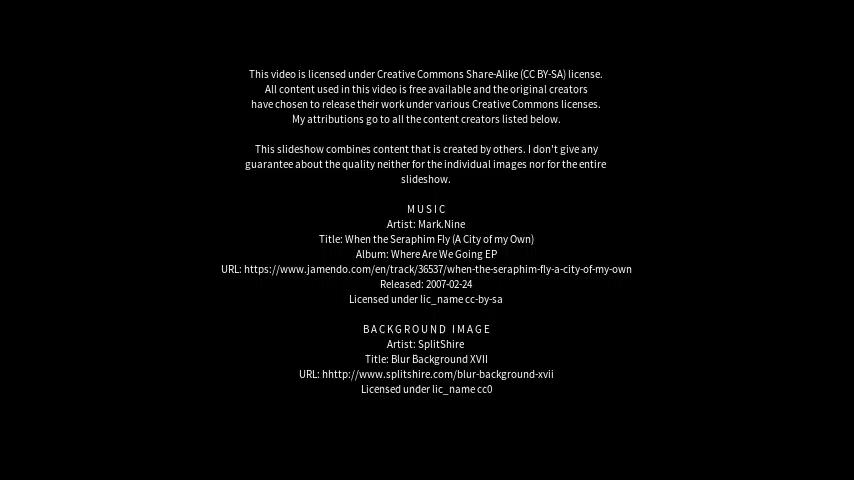 This video is licensed under Creative Commons Share-Alike (CC BY-SA) license.
All content used in this video is free available and the original creators
have chosen to release their work under various Creative Commons licenses.
My attributions go to all the content creators listed below.
This slideshow combines content that is created by others. I don't give any
guarantee about the quality neither for the individual images nor for the entire
slideshow.
MUSIC
Artist: Mark.Nine
Title: When the Seraphim Fly (A City of my Own)
Album: Where Are We Going EP
URL: https://www.jamendo.com/en/track/36537/when-the-seraphim-fly-a-city-of-my-own
Released: 2007-02-24
Licensed under lic_name cc-by-sa
BACKGROUND IMAGE
Artist: SplitShire
Title: Blur Background XVII
URL: hhttp://www.splitshire.com/blur-background-xvii
Licensed under lic_name cc0